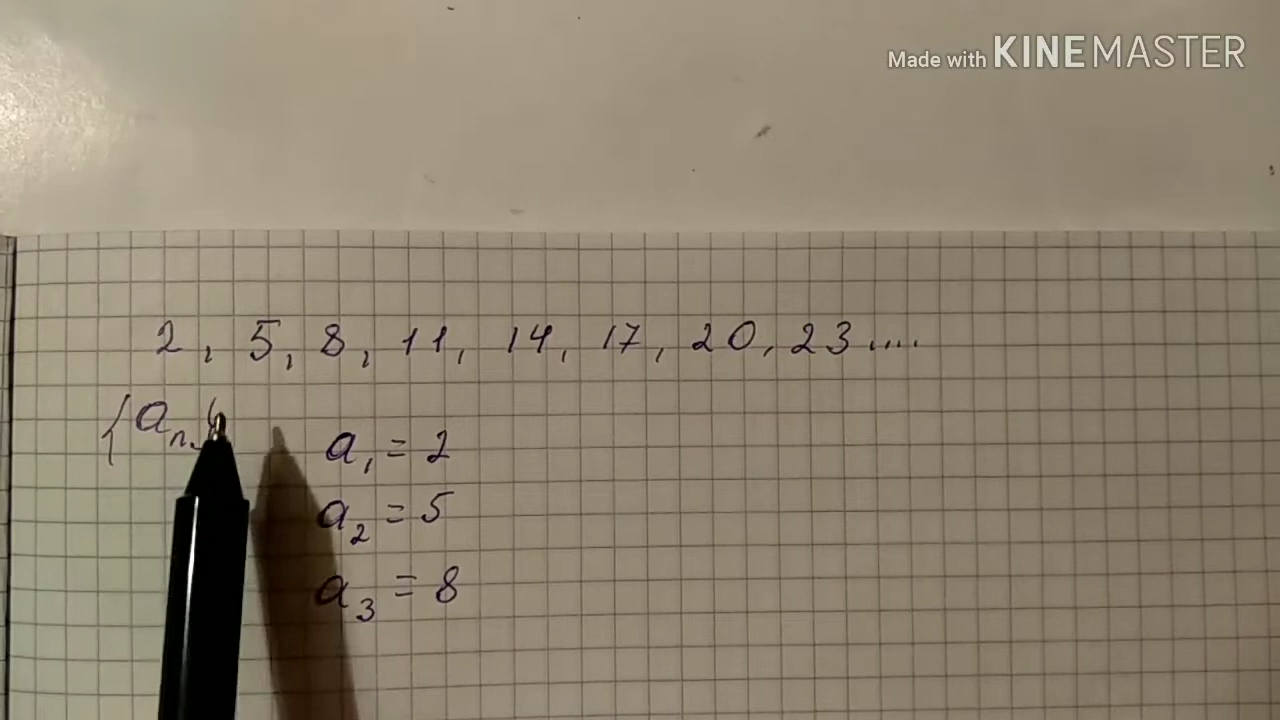 Made with KINEMASTER
2, 5, 8, 11, 14, 17, 20, 23....
{aₙ}
a₁ = 2
a₂ = 5
a₃ = 8